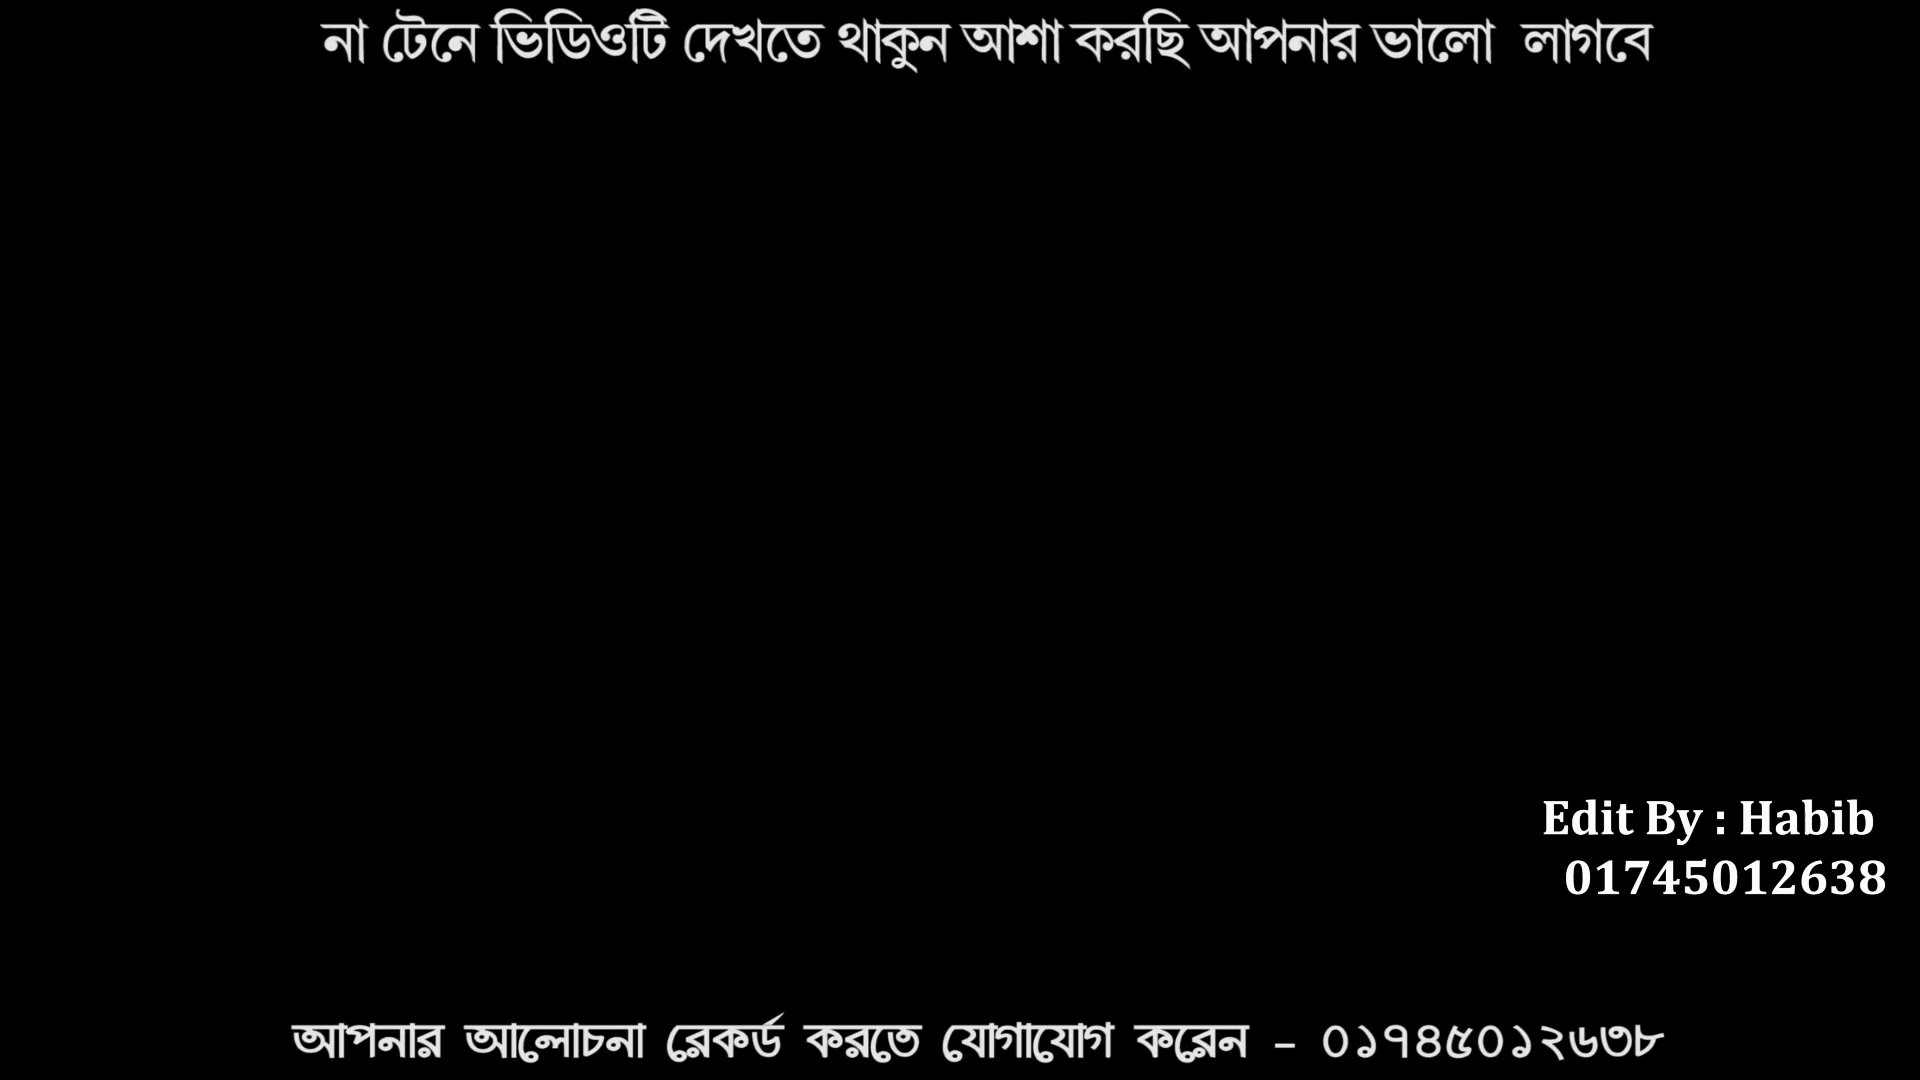 না টেনে ভিডিওটি দেখতে থাকুন আশা করছি আপনার ভালো লাগবে
Edit By : Habib
01745012638
আপনার আলোচনা রেকর্ড করতে যোগাযোগ করেন - ০১৭৪৫০১২৬৩৮